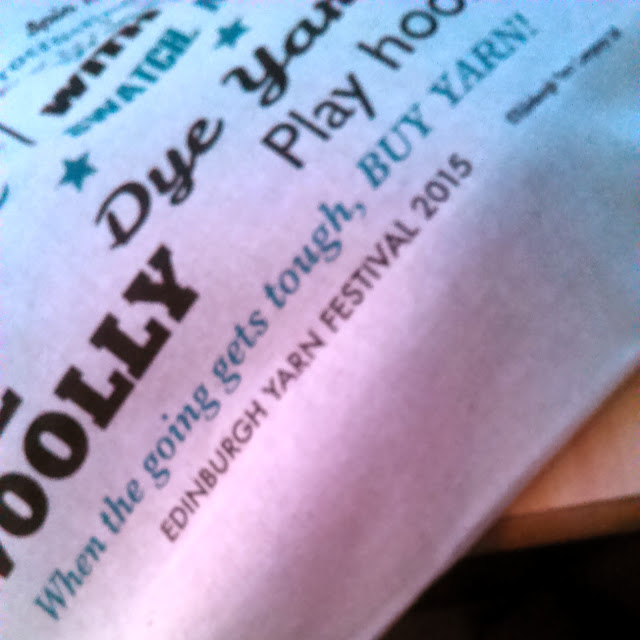 WITH
SWATCH
Dye Yar
Play hoo
OOLLY
When the going gets tough, BUY YARN!
EDINBURGH YARN FESTIVAL 2015